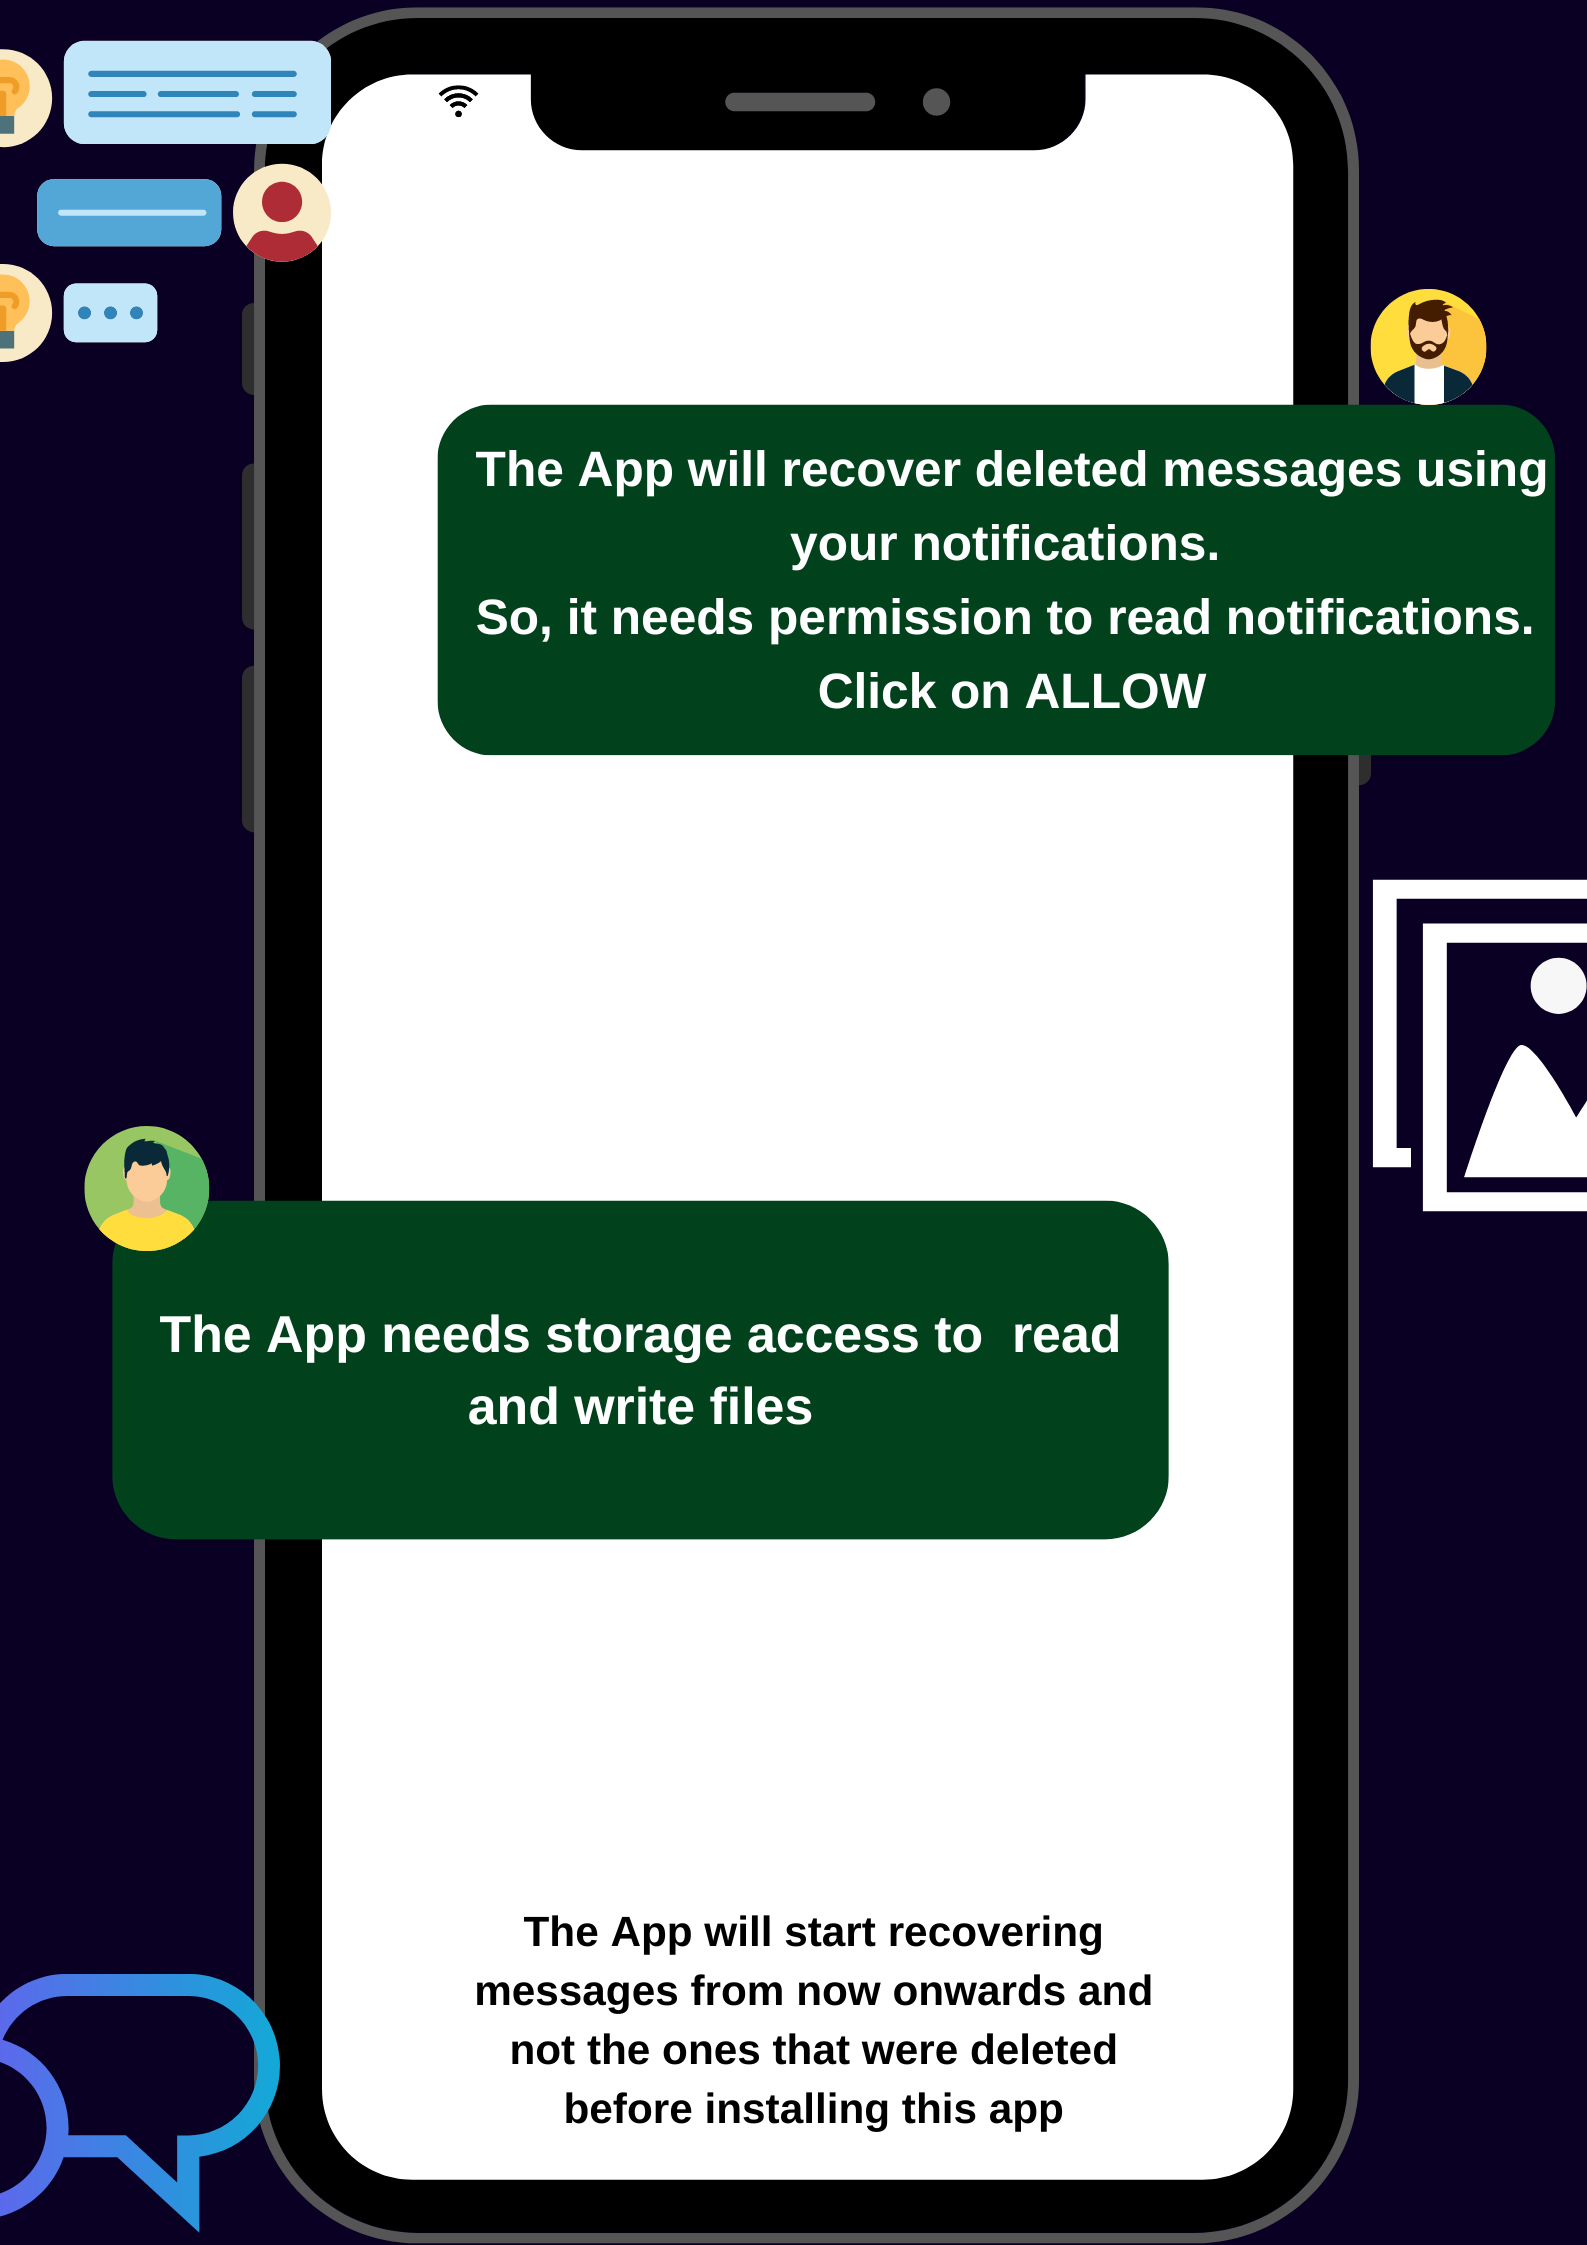 The App will recover deleted messages using
your notifications.
So, it needs permission to read notifications.
Click on ALLOW
The App needs storage access to  read
and write files
The App will start recovering
messages from now onwards and
not the ones that were deleted
before installing this app